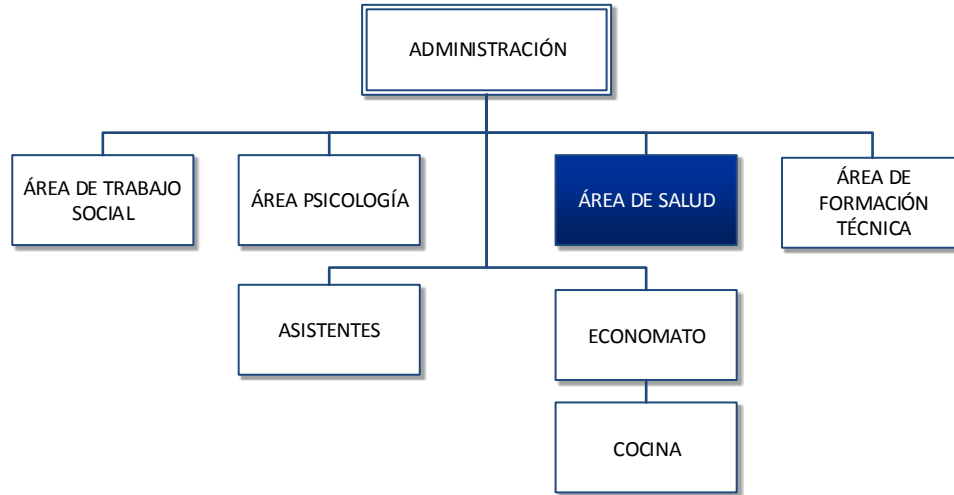 ADMINISTRACIÓN
ÁREA DE TRABAJO
SOCIAL
ÁREA PSICOLOGÍA
ÁREA DE SALUD
ÁREA DE
FORMACIÓN
TÉCNICA
ASISTENTES
ECONOMATO
COCINA